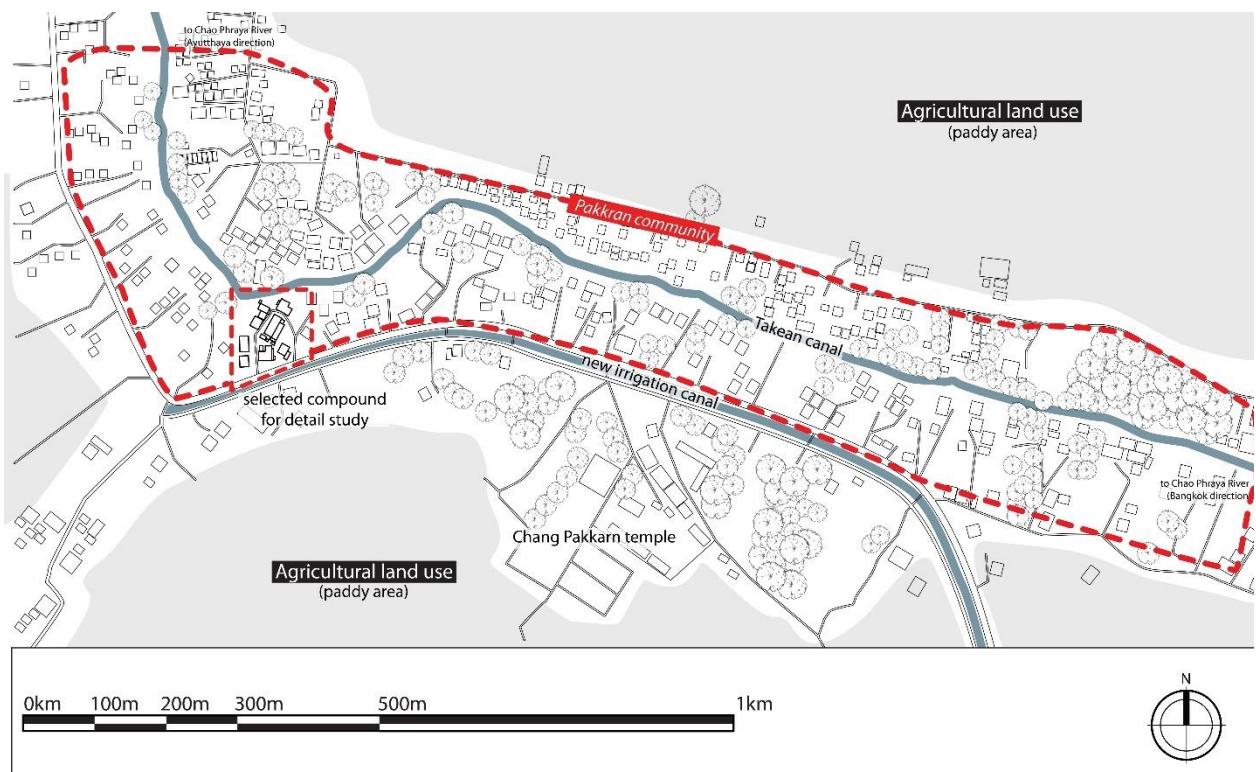 to Chao Phraya River
(Ayutthaya direction)
Agricultural land use
(paddy area)
Pakkran community
Takean canal
new irrigation canal
selected compound
for detail study
to Chao Phraya River
(Bangkok direction)
Chang Pakkarn temple
Agricultural land use
(paddy area)
0km 100m 200m 300m 500m 1km
N